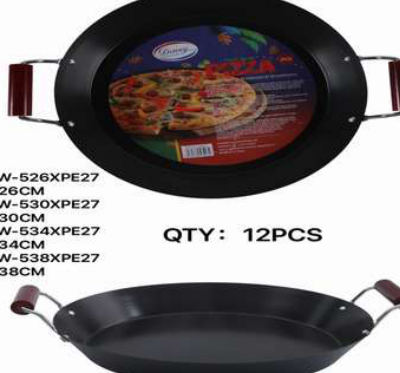 PIZZA
W-526XPE27
26CM
W-530XPE27
30CM
W-534XPE27
34CM
W-538XPE27
38CM
QTY: 12PCS